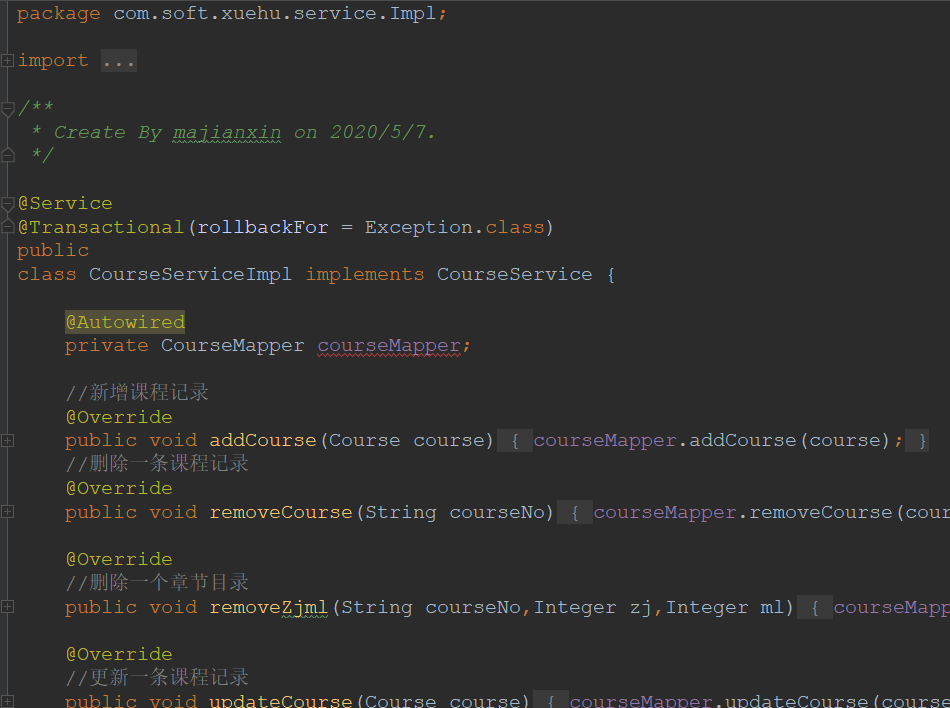 package com.soft.xuehu.service.Impl;
import ...
/**
 * Create By majianxin on 2020/5/7.
 */
@Service
@Transactional(rollbackFor = Exception.class)
public
class CourseServiceImpl implements CourseService {
@Autowired
private CourseMapper courseMapper;
//新增课程记录
@Override
public void addCourse(Course course) { courseMapper.addCourse(course); }
//删除一条课程记录
@Override
public void removeCourse(String courseNo) { courseMapper.removeCourse(cour
@Override
//删除一个章节目录
public void removeZjml(String courseNo,Integer zj,Integer ml) { courseMapp
@Override
//更新一条课程记录
public void updateCourse(Course course) { courseMapper.updateCourse(course